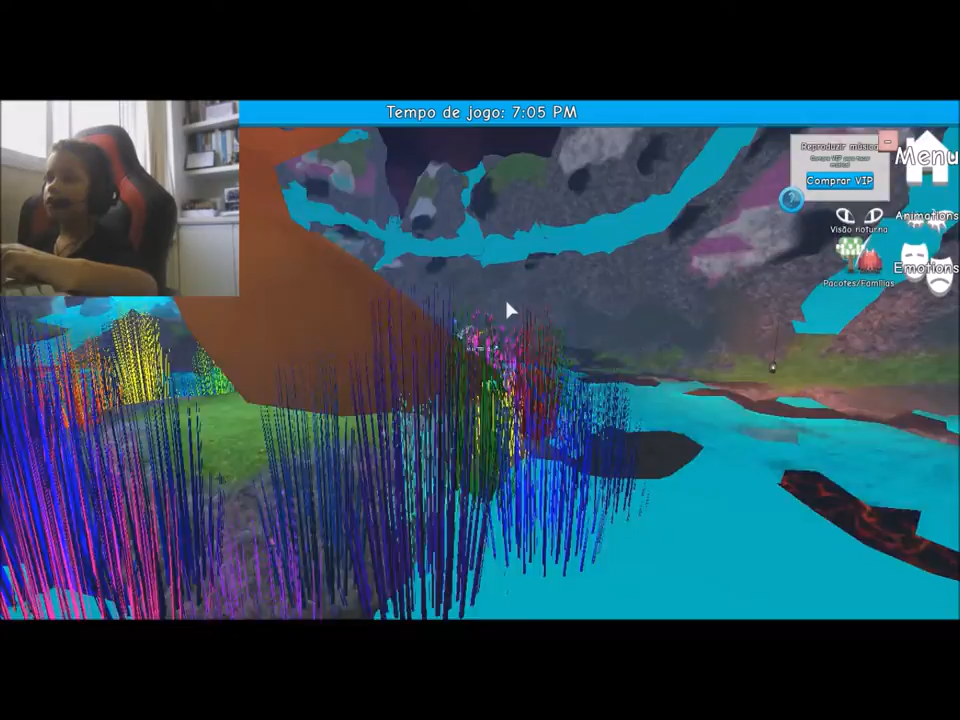 Tempo de jogo: 7:05 PM
Reproduzir música
Comprar VIP
Menu
Visão noturna
Animations
Emotions
Pacotes/Famílias